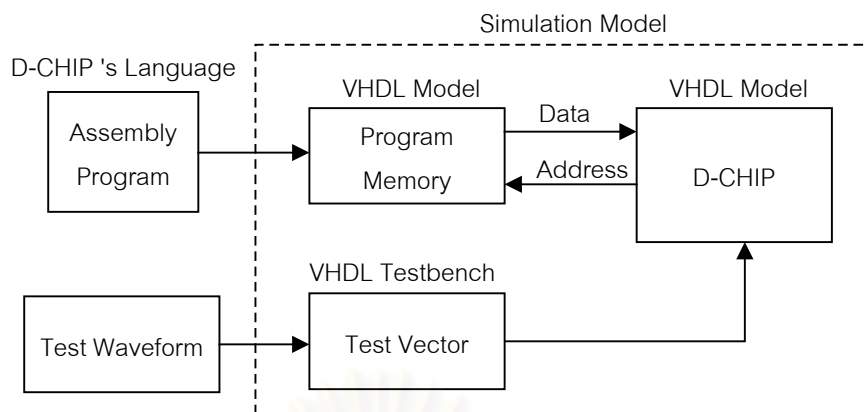 Simulation Model
D-CHIP 's Language
VHDL Model
VHDL Model
Assembly
Program
Program
Memory
Data
Address
D-CHIP
VHDL Testbench
Test Waveform
Test Vector